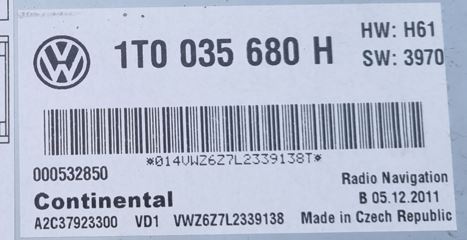 VW
1T0 035 680 H
HW: H61
SW: 3970
*014VWZ6Z7L2339138T*
000532850
Radio Navigation
Continental
B 05.12.2011
A2C37923300 VD1 VWZ6Z7L2339138 Made in Czech Republic